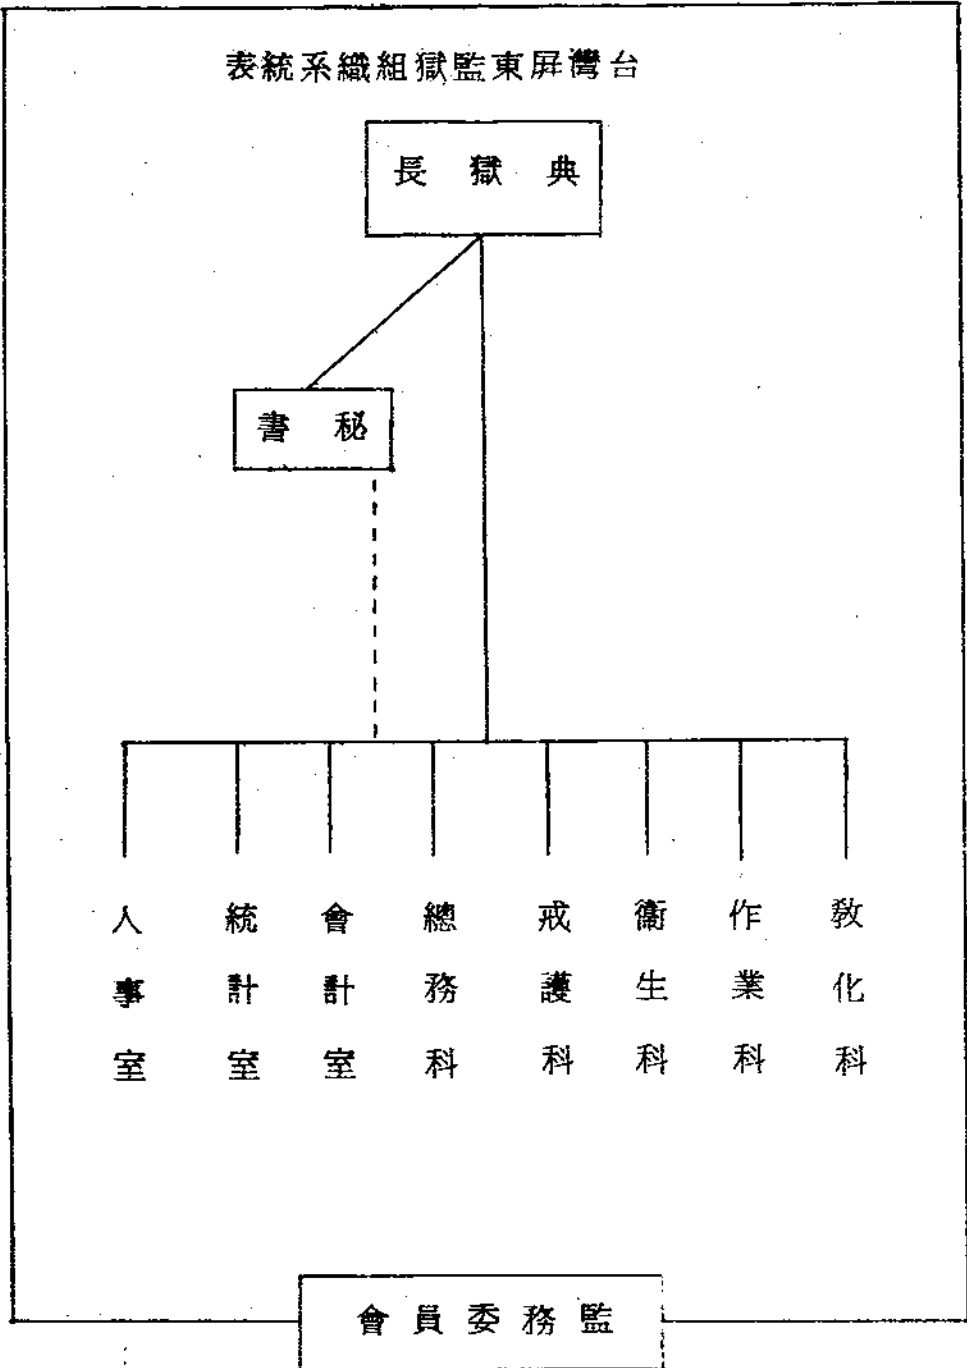 台灣屏東監獄組織系統表
典獄長
秘書
教化科
作業科
衞生科
戒護科
總務科
會計室
統計室
人事室
監務委員會